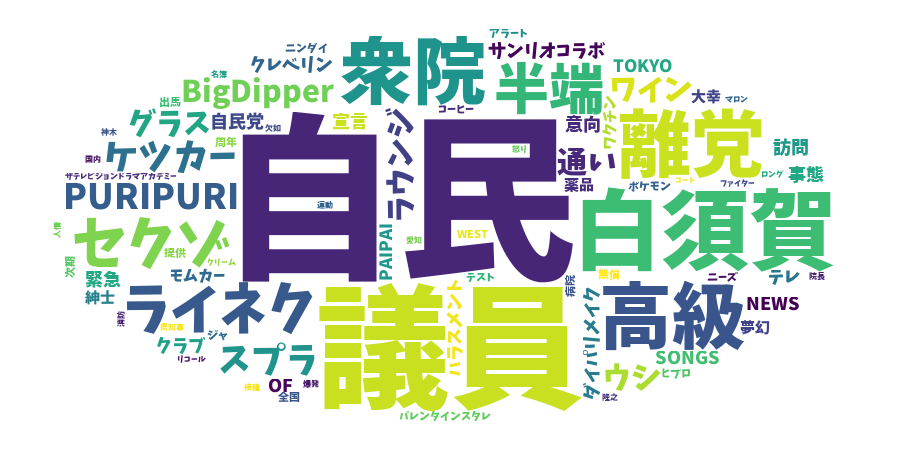 アラート
ニンダイ
衆院
サンリオコラボ
クレベリン
TOKYO
名簿
半端
ワイン
BigDipper
大幸
マロン
出馬
コーヒー
グラス
自民党
宣言
ワクチン
意向
離党
神木
欠如
ラウンジ
周年
訪問
ケツカー
怒り
通い
国内
自民
ロング
事態
ザテレビジョンドラマアカデミー
薬品
ポケモン
コート
ファイター
PURIPURI
白須賀
運動
セクゾ
人情
WEST
愛知
PAIPAI
提供
クリーム
次期
緊急
モムカー
テスト
病院
無償
ニーズ
テレ
院長
紳士
ライネク
議員
ハラスメント
ダイパリメイク
高級
NEWS
夢幻
クラブ
ジャ
リコール
スプラ
SONGS
ウシ
ヒプロ
OF
爆発
全国
隆之
バレンタインスタレ